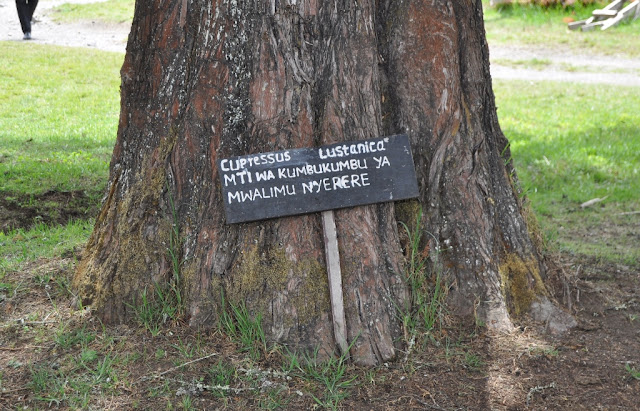 Cupressus Lustanica
MTI WA KUMBUKUMBU YA
MWALIMU NYERERE